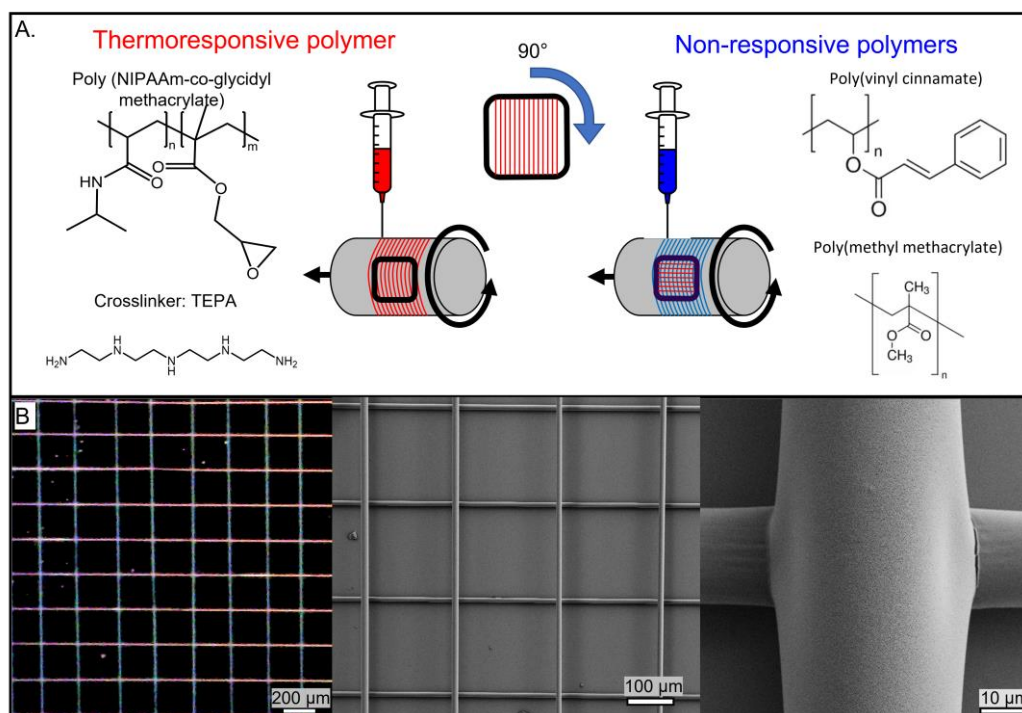 A.
Thermoresponsive polymer
90°
Non-responsive polymers
Poly (NIPAAm-co-glycidyl
methacrylate)
Poly(vinyl cinnamate)
n
m
O
HN
O
O
O
n
O
O
Crosslinker: TEPA
H
H
H₂N
N
N
N
H
NH₂
Poly(methyl methacrylate)
CH₃
O
O
CH₃
n
B
200 µm
100 µm
10 µm